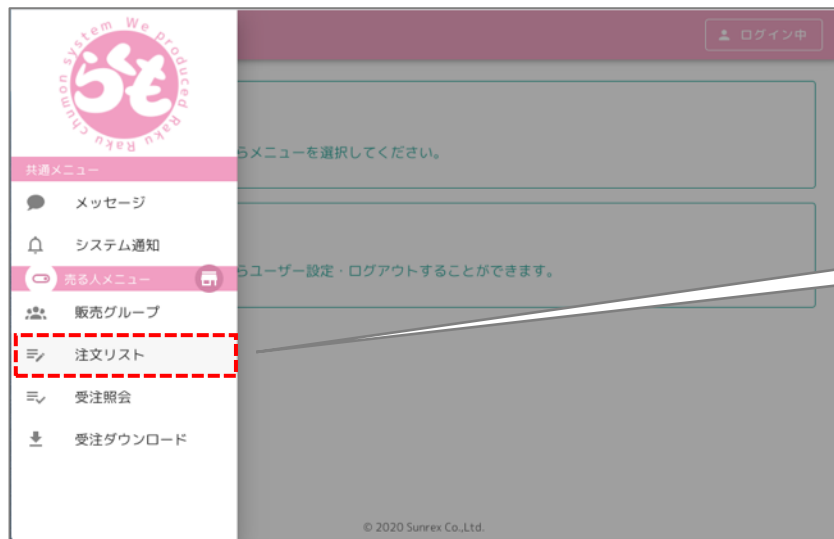 System We produced Raku Raku chumon
らくも
ログイン中
共通メニュー
メッセージ
システム通知
売る人メニュー
販売グループ
注文リスト
受注照会
受注ダウンロード
らメニューを選択してください。
らユーザー設定・ログアウトすることができます。
© 2020 Sunrex Co.,Ltd.